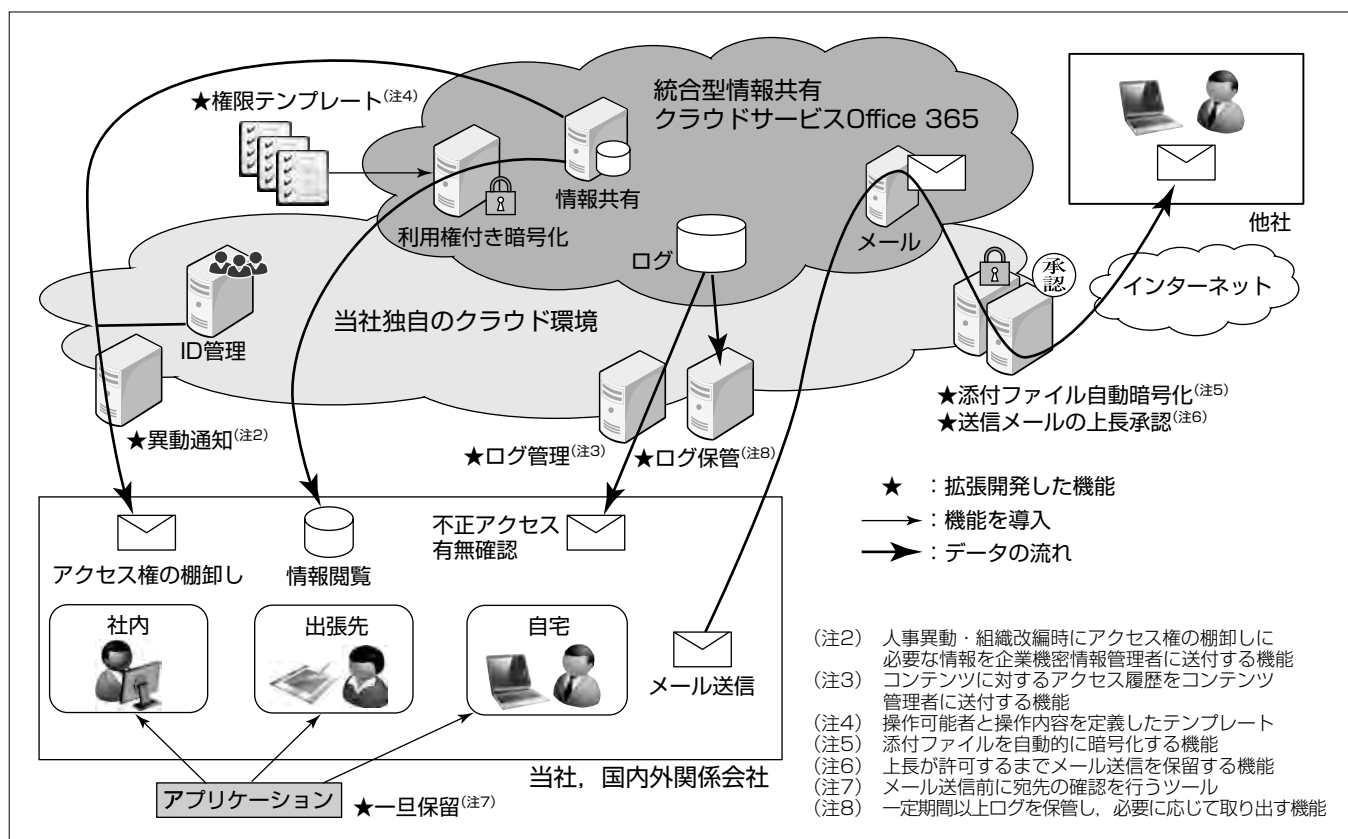 ★権限テンプレート(注4)
統合型情報共有
クラウドサービスOffice 365
情報共有
利用権付き暗号化
メール
ログ
他社
承認
インターネット
当社独自のクラウド環境
ID管理
★異動通知(注2)
★ログ管理(注3)
★ログ保管(注8)
★添付ファイル自動暗号化(注5)
★送信メールの上長承認(注6)
★ :拡張開発した機能
:機能を導入
:データの流れ
アクセス権の棚卸し
情報閲覧
不正アクセス
有無確認
社内
出張先
自宅
メール送信
当社,国内外関係会社
アプリケーション
★一旦保留(注7)
(注2) 人事異動・組織改編時にアクセス権の棚卸しに
必要な情報を企業機密情報管理者に送付する機能
(注3) コンテンツに対するアクセス履歴をコンテンツ
管理者に送付する機能
(注4) 操作可能者と操作内容を定義したテンプレート
(注5) 添付ファイルを自動的に暗号化する機能
(注6) 上長が許可するまでメール送信を保留する機能
(注7) メール送信前に宛先の確認を行うツール
(注8) 一定期間以上ログを保管し,必要に応じて取り出す機能